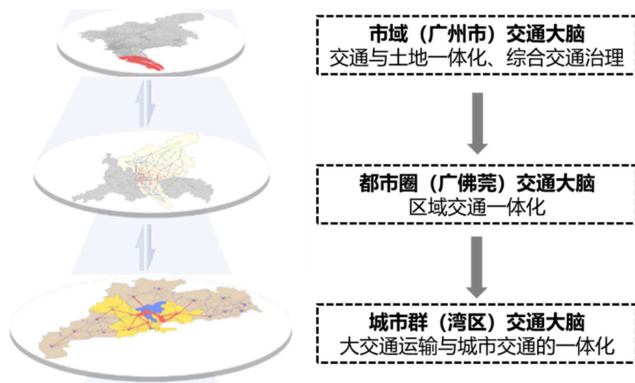 市域（广州市）交通大脑
交通与土地一体化、综合交通治理
都市圈（广佛莞）交通大脑
区域交通一体化
城市群（湾区）交通大脑
大交通运输与城市交通的一体化